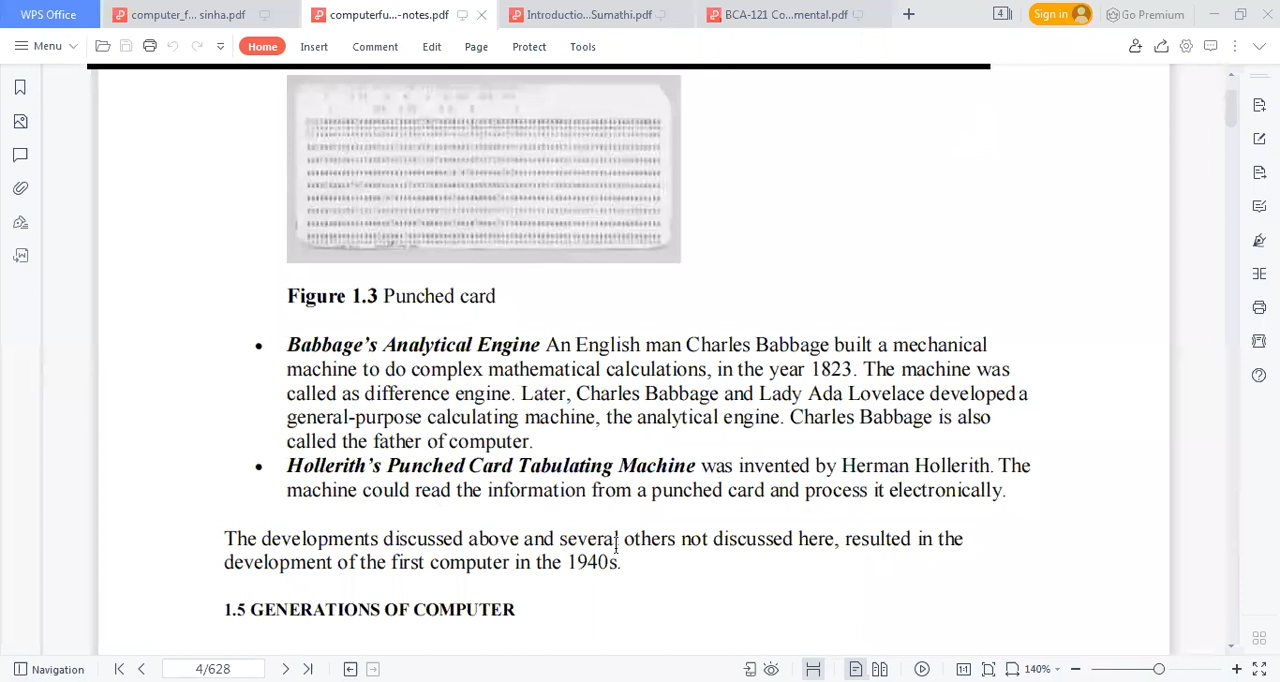 WPS Office
computer_f... sinha.pdf
computerfu...-notes.pdf
Introductio...Sumathi.pdf
BCA-121 Co...mental.pdf
4
Sign in
Go Premium
Menu
Home
Insert
Comment
Edit
Page
Protect
Tools
Figure 1.3 Punched card
• Babbage's Analytical Engine An English man Charles Babbage built a mechanical
machine to do complex mathematical calculations, in the year 1823. The machine was
called as difference engine. Later, Charles Babbage and Lady Ada Lovelace developed a
general-purpose calculating machine, the analytical engine. Charles Babbage is also
called the father of computer.
• Hollerith's Punched Card Tabulating Machine was invented by Herman Hollerith. The
machine could read the information from a punched card and process it electronically.
The developments discussed above and several others not discussed here, resulted in the
development of the first computer in the 1940s.
1.5 GENERATIONS OF COMPUTER
Navigation
4/628
140%